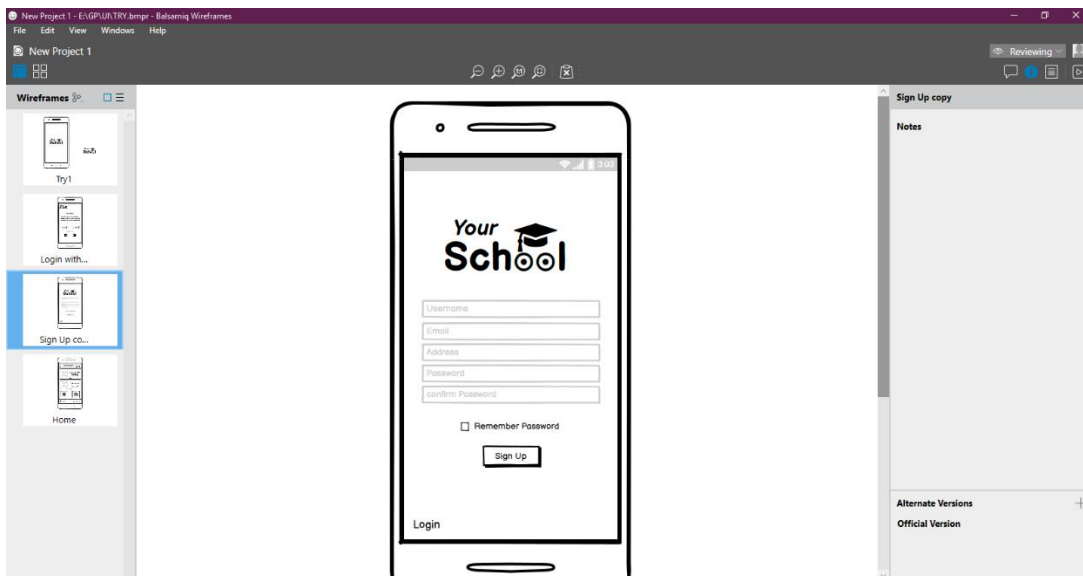 New Project 1 - E:\GP\UI\TRY.bmpr - Balsamiq Wireframes
File Edit View Windows Help
New Project 1
Reviewing
Wireframes
Try1
Login with...
Sign Up co...
Home
3:03
Your
School
Username
Email
Address
Password
confirm Password
Remember Password
Sign Up
Login
Sign Up copy
Notes
Alternate Versions
Official Version